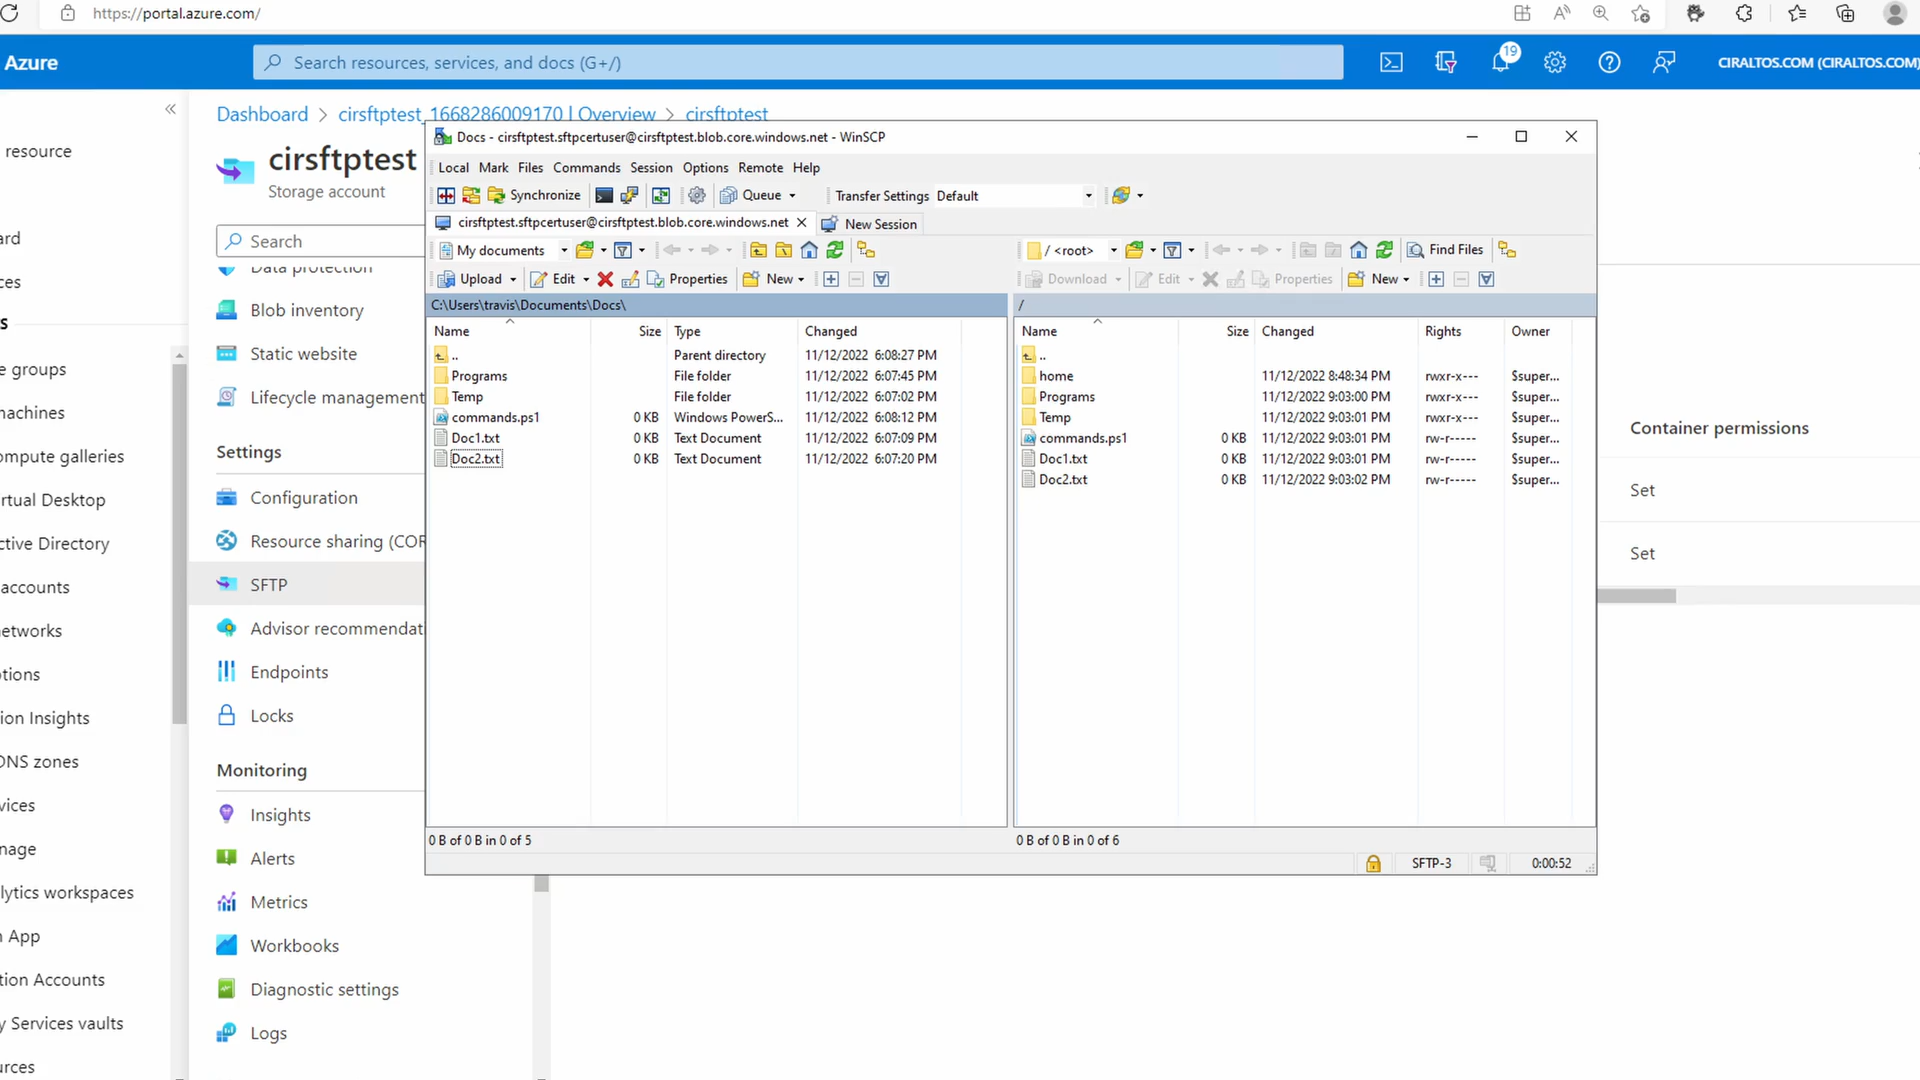 https://portal.azure.com/
Azure
Search resources, services, and docs (G+/)
19
CIRALTOS.COM (CIRALTOS.COM)
Dashboard > cirsftptest_1668286009170 | Overview > cirsftptest
cirsftptest
Storage account
Search
resource
ard
ces
s
e groups
machines
ompute galleries
rtual Desktop
ctive Directory
accounts
networks
otions
ion Insights
ONS zones
vices
nage
lytics workspaces
n App
tion Accounts
y Services vaults
urces
Data protection
Blob inventory
Static website
Lifecycle management
Settings
Configuration
Resource sharing (COR
SFTP
Advisor recommendat
Endpoints
Locks
Monitoring
Insights
Alerts
Metrics
Workbooks
Diagnostic settings
Logs
Docs - cirsftptest.sftpcertuser@cirsftptest.blob.core.windows.net - WinSCP
Local Mark Files Commands Session Options Remote Help
Synchronize Queue Transfer Settings Default
cirsftptest.sftpcertuser@cirsftptest.blob.core.windows.net New Session
My documents
Upload Edit Properties New
C:\Users\travis\Documents\Docs\
Name Size Type Changed
.. Parent directory 11/12/2022 6:08:27 PM
Programs File folder 11/12/2022 6:07:45 PM
Temp File folder 11/12/2022 6:07:02 PM
commands.ps1 0 KB Windows PowerS... 11/12/2022 6:08:12 PM
Doc1.txt 0 KB Text Document 11/12/2022 6:07:09 PM
Doc2.txt 0 KB Text Document 11/12/2022 6:07:20 PM
0 B of 0 B in 0 of 5
/ <root> Find Files
Download Edit Properties New
/
Name Size Changed Rights Owner
..
home 11/12/2022 8:48:34 PM rwxr-x--- $super...
Programs 11/12/2022 9:03:00 PM rwxr-x--- $super...
Temp 11/12/2022 9:03:01 PM rwxr-x--- $super...
commands.ps1 0 KB 11/12/2022 9:03:01 PM rw-r----- $super...
Doc1.txt 0 KB 11/12/2022 9:03:01 PM rw-r----- $super...
Doc2.txt 0 KB 11/12/2022 9:03:02 PM rw-r----- $super...
0 B of 0 B in 0 of 6
SFTP-3 0:00:52
Container permissions
Set
Set